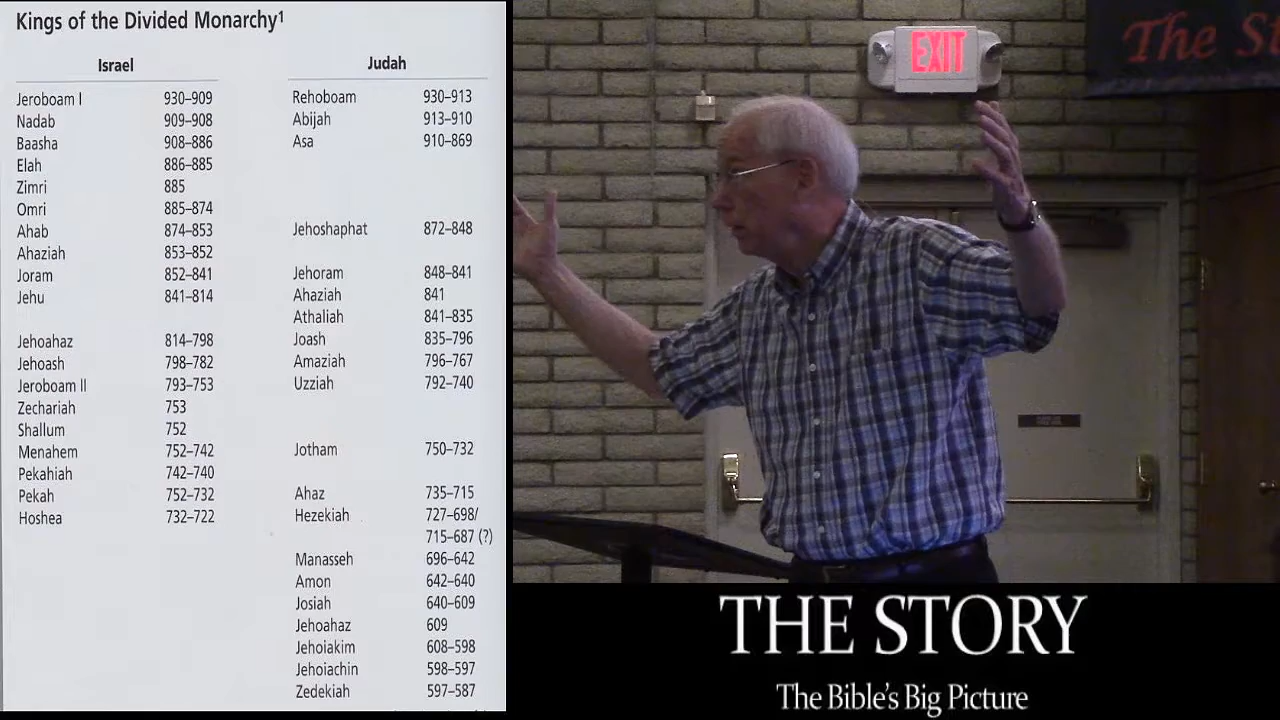 Kings of the Divided Monarchy¹
Israel
Jeroboam I 930–909
Nadab 909–908
Baasha 908–886
Elah 886–885
Zimri 885
Omri 885–874
Ahab 874–853
Ahaziah 853–852
Joram 852–841
Jehu 841–814
Jehoahaz 814–798
Jehoash 798–782
Jeroboam II 793–753
Zechariah 753
Shallum 752
Menahem 752–742
Pekahiah 742–740
Pekah 752–732
Hoshea 732–722
Judah
Rehoboam 930–913
Abijah 913–910
Asa 910–869
Jehoshaphat 872–848
Jehoram 848–841
Ahaziah 841
Athaliah 841–835
Joash 835–796
Amaziah 796–767
Uzziah 792–740
Jotham 750–732
Ahaz 735–715
Hezekiah 727–698/
715–687 (?)
Manasseh 696–642
Amon 642–640
Josiah 640–609
Jehoahaz 609
Jehoiakim 608–598
Jehoiachin 598–597
Zedekiah 597–587
EXIT
The St
THE STORY
The Bible's Big Picture